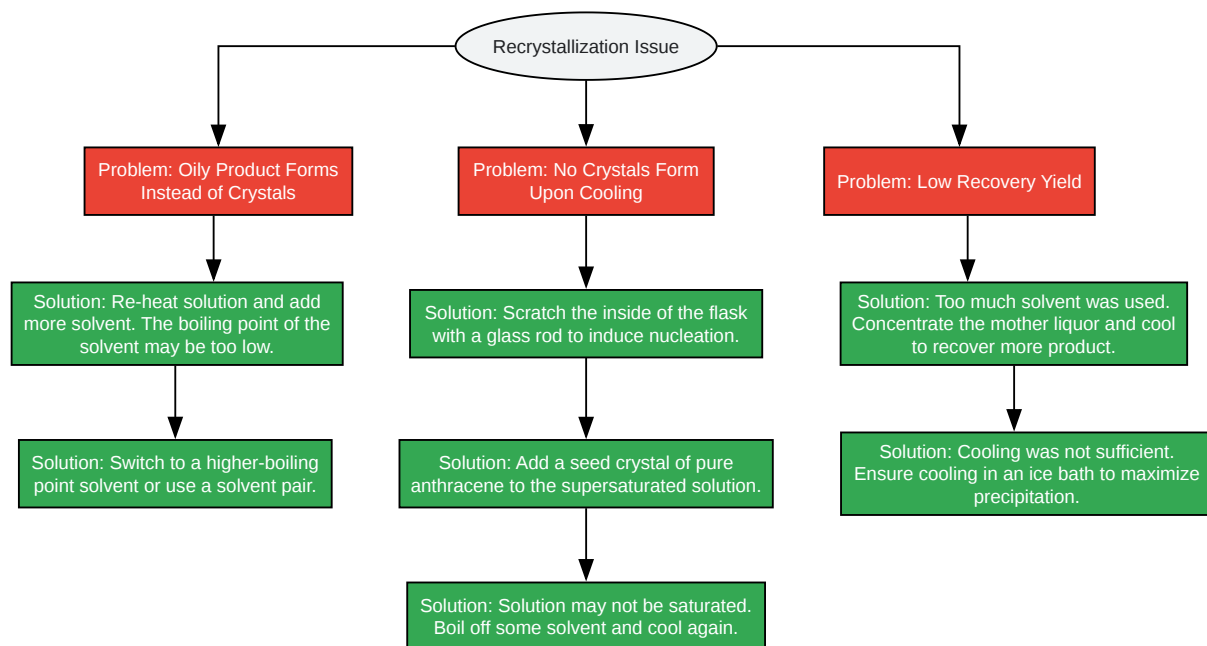 Recrystallization Issue
Problem: Oily Product Forms
Instead of Crystals
Problem: No Crystals Form
Upon Cooling
Problem: Low Recovery Yield
Solution: Re-heat solution and add
more solvent. The boiling point of the
solvent may be too low.
Solution: Scratch the inside of the flask
with a glass rod to induce nucleation.
Solution: Too much solvent was used.
Concentrate the mother liquor and cool
to recover more product.
Solution: Switch to a higher-boiling
point solvent or use a solvent pair.
Solution: Add a seed crystal of pure
anthracene to the supersaturated solution.
Solution: Cooling was not sufficient.
Ensure cooling in an ice bath to maximize
precipitation.
Solution: Solution may not be saturated.
Boil off some solvent and cool again.